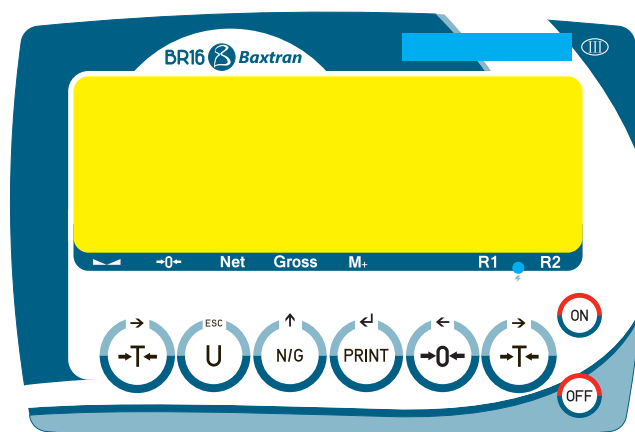 BR16 Baxtran III
→0← Net Gross M+ R1 R2
ESC
→T← U N/G PRINT →0← →T←
ON
OFF